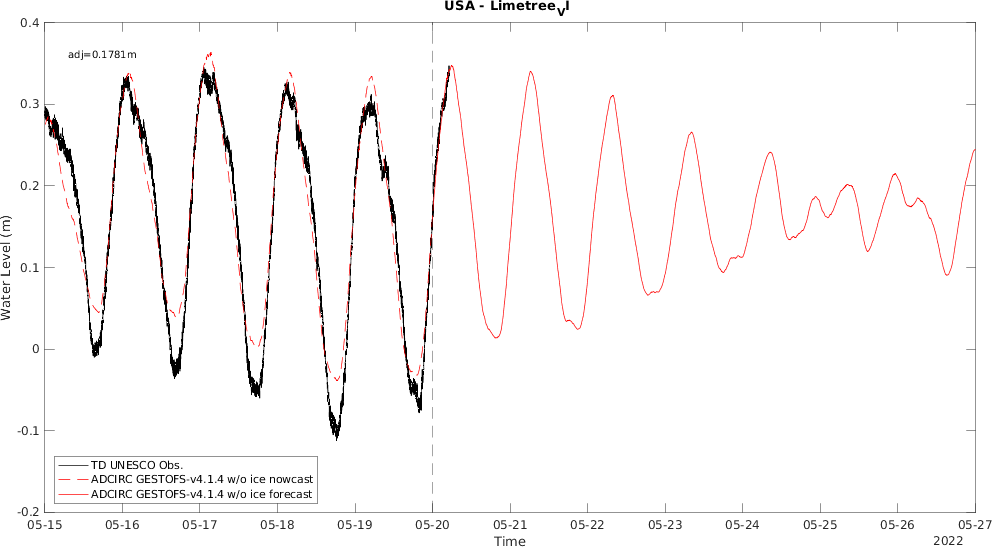 USA - LimetreeVI
0.4
adj=0.1781m
0.3
0.2
0.1
0
-0.1
-0.2
Water Level (m)
TD UNESCO Obs.
ADCIRC GESTOFS-v4.1.4 w/o ice nowcast
ADCIRC GESTOFS-v4.1.4 w/o ice forecast
05-15 05-16 05-17 05-18 05-19 05-20 05-21 05-22 05-23 05-24 05-25 05-26 05-27
Time
2022